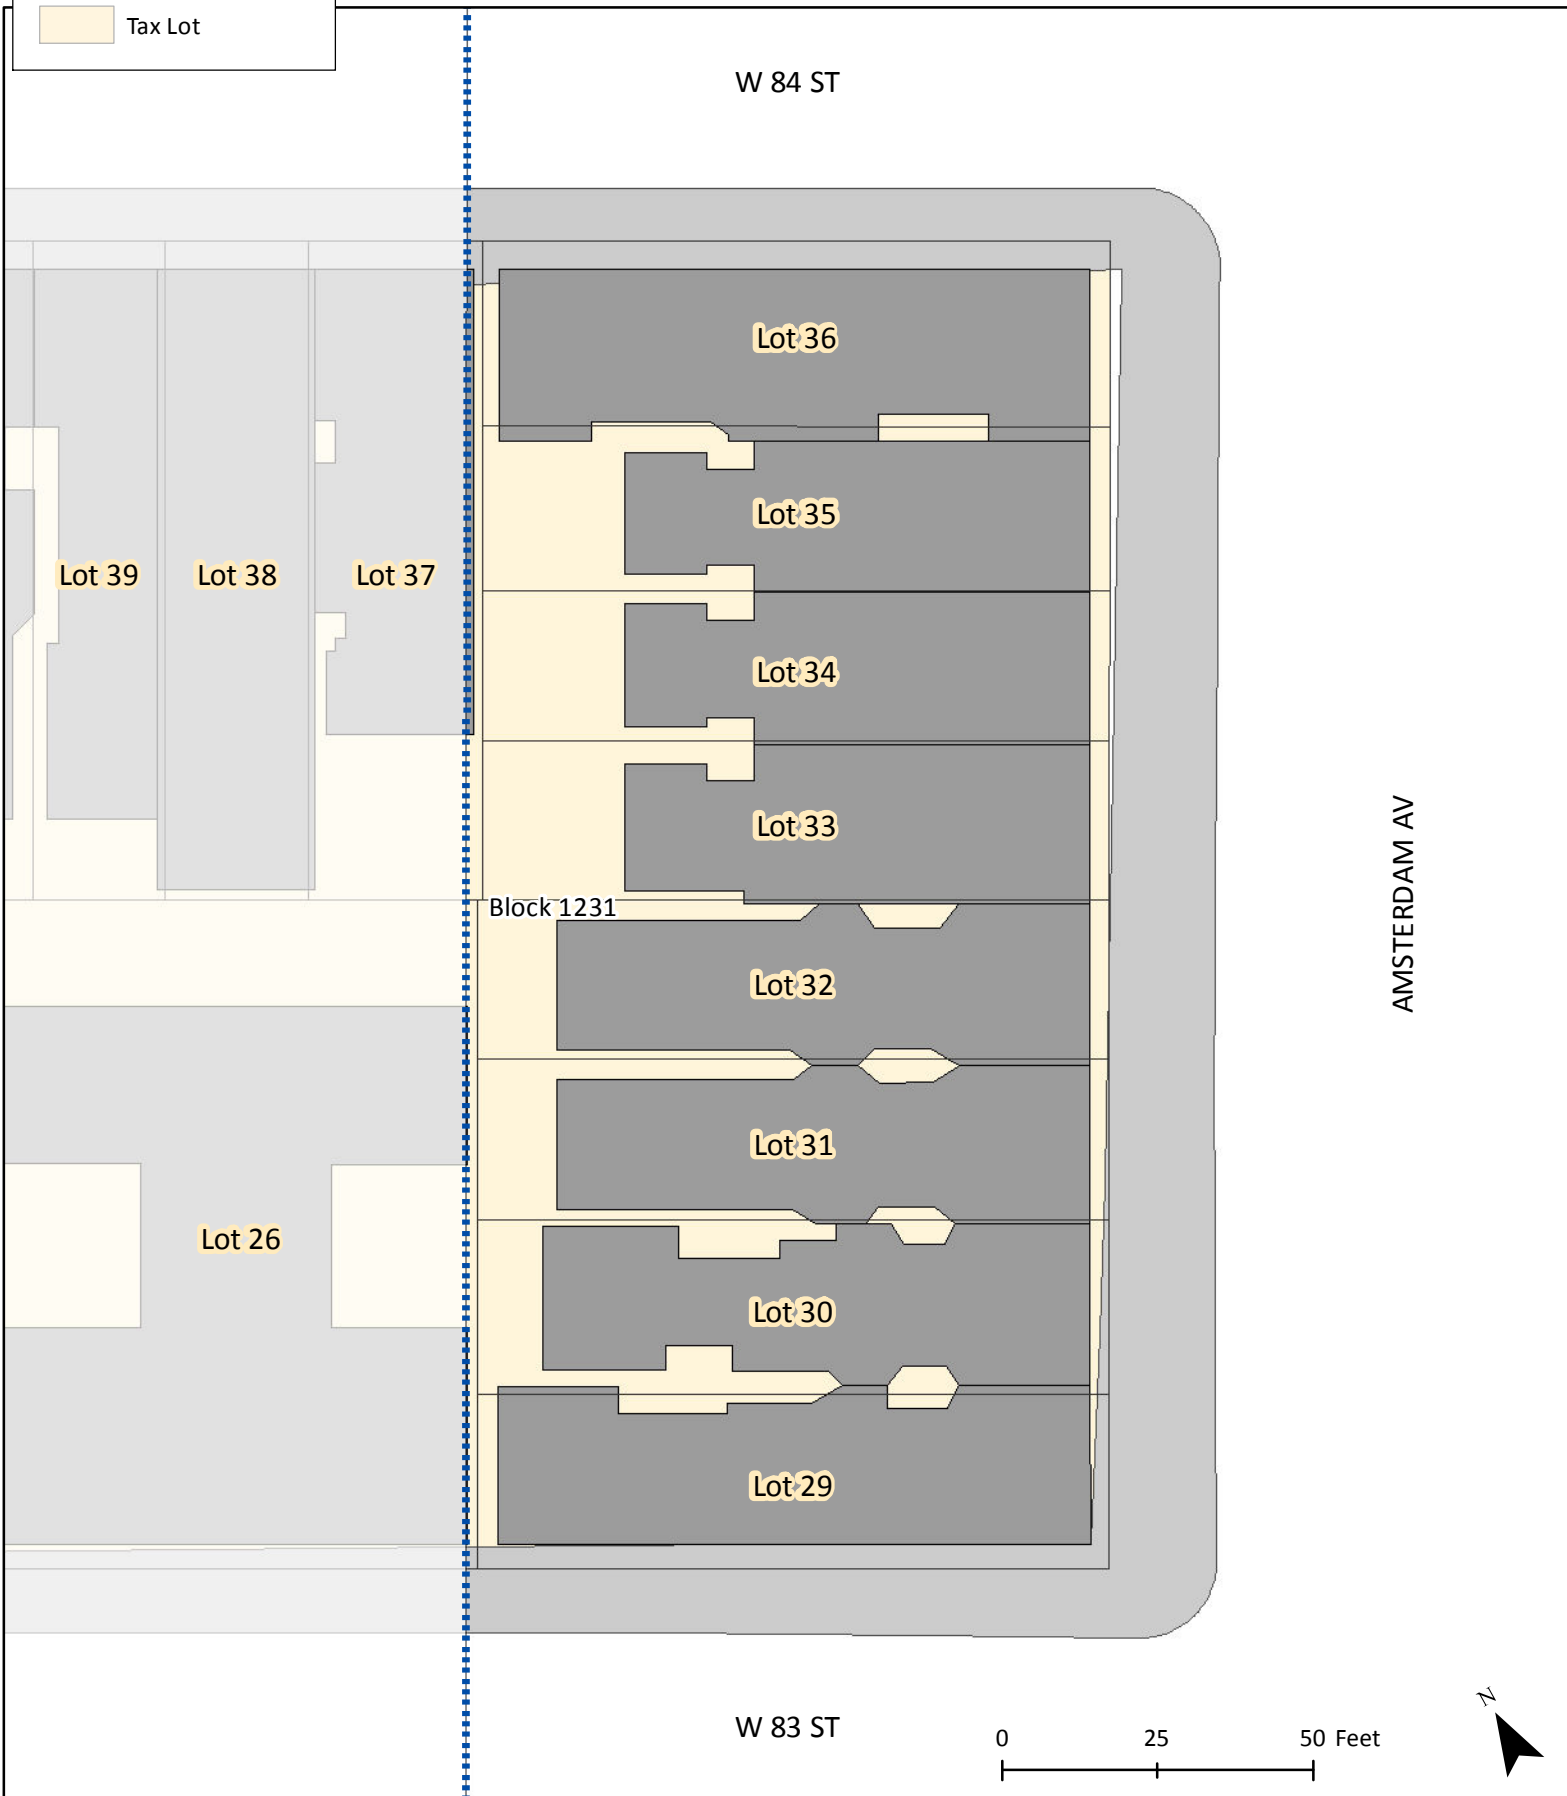 Tax Lot
W 84 ST
Lot 36
Lot 35
Lot 39
Lot 38
Lot 37
Lot 34
Lot 33
Block 1231
AMSTERDAM AV
Lot 32
Lot 31
Lot 26
Lot 30
Lot 29
W 83 ST
0 25 50 Feet
N